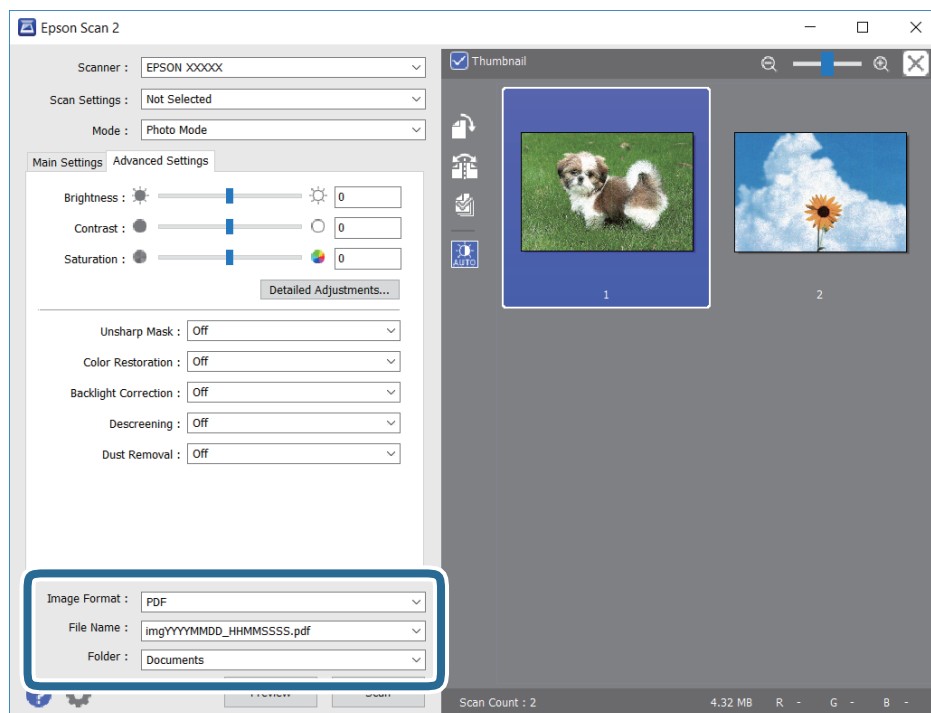 Epson Scan 2
Scanner : EPSON XXXXX
Scan Settings : Not Selected
Mode : Photo Mode
Main Settings Advanced Settings
Brightness : 0
Contrast : 0
Saturation : 0
Detailed Adjustments...
Unsharp Mask : Off
Color Restoration : Off
Backlight Correction : Off
Descreening : Off
Dust Removal : Off
Image Format : PDF
File Name : imgYYYYMMDD_HHMMSSSS.pdf
Folder : Documents
Preview Scan
Thumbnail
AUTO
1
2
Scan Count : 2 4.32 MB R - G - B -